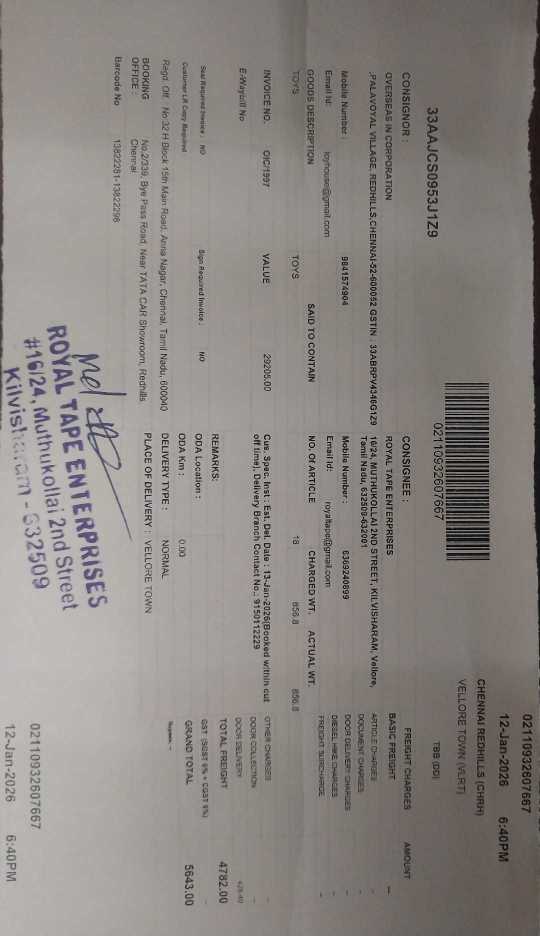 02110932607667
12-Jan-2026 6:40PM
33AAJCS0953J1Z9
02110932607667
CHENNAI REDHILLS (CHRH)
VELLORE TOWN (VLRT)
TBB (DD)
CONSIGNOR :
OVERSEAS IN CORPORATION
,PALAVOYAL VILLAGE, REDHILLS,CHENNAI-52-600052 GSTIN : 33ABRPV4346G1Z9
Mobile Number : 9841574904
Email Id: toyhouse@gmail.com
CONSIGNEE :
ROYAL TAPE ENTERPRISES
16/24, MUTHUKOLLAI 2ND STREET, KILVISHARAM, Vellore,
Tamil Nadu, 632509-632001
Mobile Number : 6369240899
Email Id: royaltape@gmail.com
GOODS DESCRIPTION SAID TO CONTAIN NO. OF ARTICLE CHARGED WT. ACTUAL WT.
TOYS TOYS 18 856.8 856.8
INVOICE NO. OIC/1997 VALUE 29205.00
E-Waybill No
Cus. Spec. Inst : Est. Del. Date : 13-Jan-2026(Booked within cut
off time), Delivery Branch Contact No.: 9150112229
Seal Required Invoice : NO Sign Required Invoice : NO
Customer LR Copy Required
REMARKS:
ODA Location :
ODA Km : 0.00
Regd. Off : No:32 H Block 15th Main Road, Anna Nagar, Chennai, Tamil Nadu, 600040
DELIVERY TYPE : NORMAL
BOOKING OFFICE : No.2/339, Bye Pass Road, Near TATA CAR Showroom, Redhills
Chennai
PLACE OF DELIVERY : VELLORE TOWN
Barcode No 13822281-13822298
FREIGHT CHARGES AMOUNT
BASIC FREIGHT --
ARTICLE CHARGES -
DOCUMENT CHARGES -
DOOR DELIVERY CHARGES -
DIESEL HIKE CHARGES -
FREIGHT SURCHARGE -
OTHER CHARGES -
DOOR COLLECTION -
DOOR DELIVERY
TOTAL FREIGHT 4782.00
GST (SGST 9% + CGST 9%) -
GRAND TOTAL 5643.00
ROYAL TAPE ENTERPRISES
#16/24, Muthukollai 2nd Street
Kilvisharam - 632509
02110932607667
12-Jan-2026 6:40PM